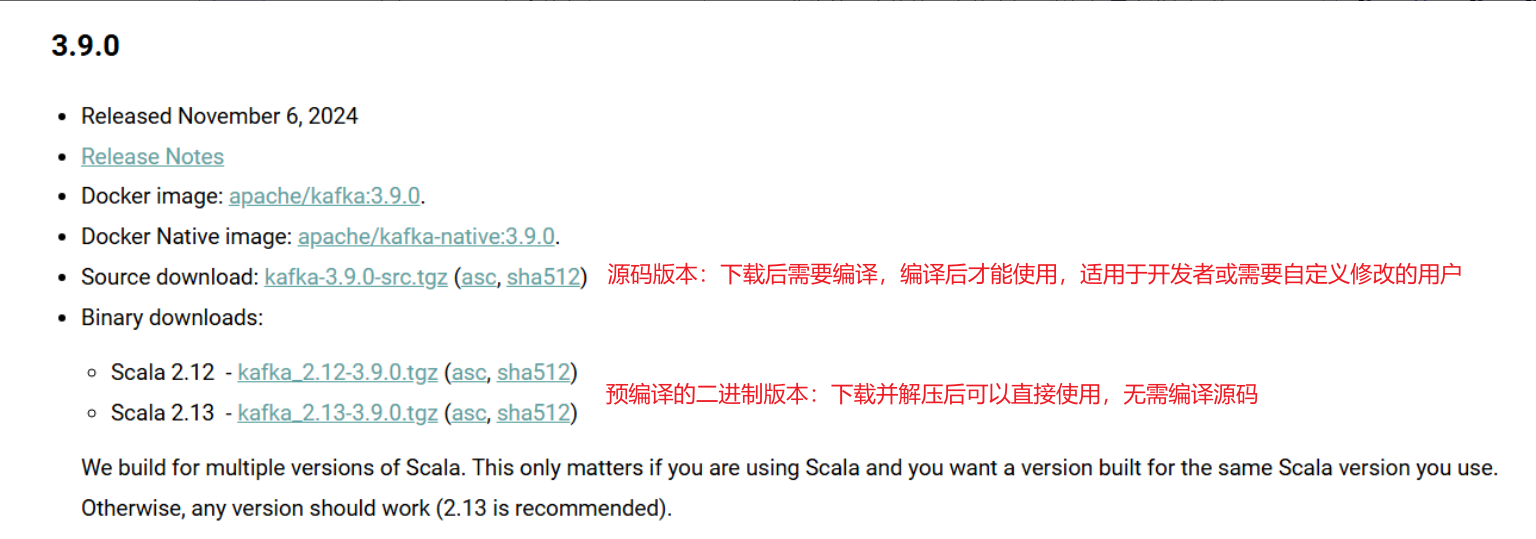 3.9.0
Released November 6, 2024
Release Notes
Docker image: apache/kafka:3.9.0.
Docker Native image: apache/kafka-native:3.9.0.
Source download: kafka-3.9.0-src.tgz (asc, sha512) 源码版本：下载后需要编译，编译后才能使用，适用于开发者或需要自定义修改的用户
Binary downloads:
Scala 2.12 - kafka_2.12-3.9.0.tgz (asc, sha512)
预编译的二进制版本：下载并解压后可以直接使用，无需编译源码
Scala 2.13 - kafka_2.13-3.9.0.tgz (asc, sha512)
We build for multiple versions of Scala. This only matters if you are using Scala and you want a version built for the same Scala version you use.
Otherwise, any version should work (2.13 is recommended).